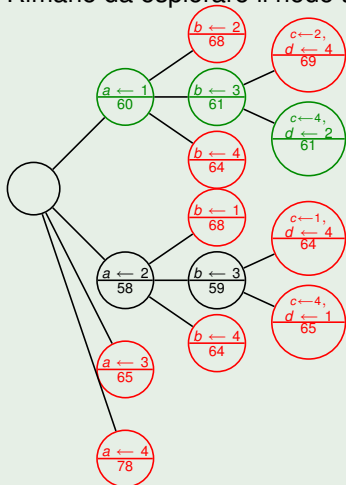 Rimane da esplorare il nodo
b ← 2
68
c←2,
d ← 4
69
a ← 1
60
b ← 3
61
c←4,
d ← 2
61
b ← 4
64
b ← 1
68
c←1,
d ← 4
64
a ← 2
58
b ← 3
59
c←4,
d ← 1
65
b ← 4
64
a ← 3
65
a ← 4
78